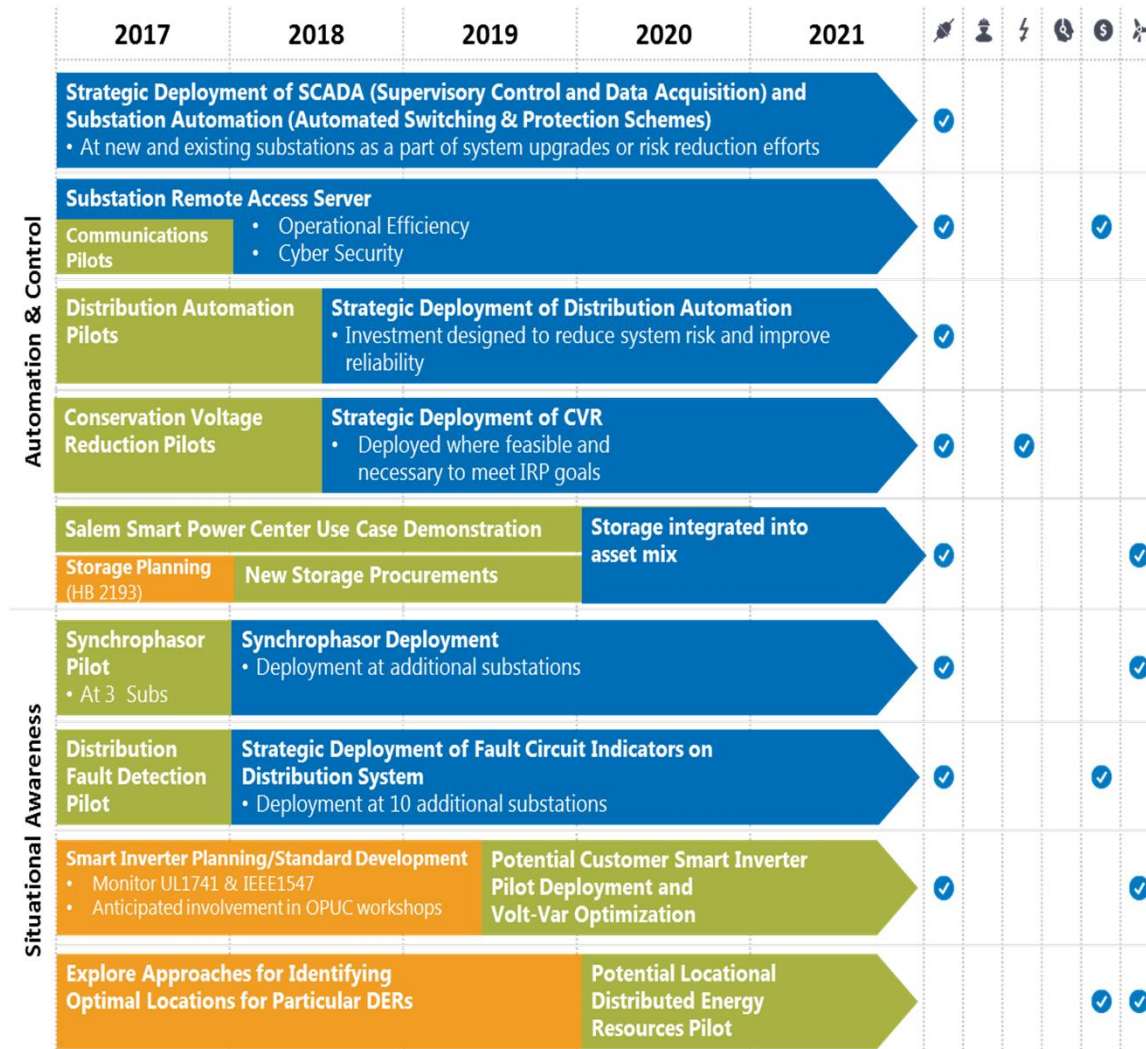 2017 2018 2019 2020 2021
Automation & Control
Strategic Deployment of SCADA (Supervisory Control and Data Acquisition) and
Substation Automation (Automated Switching & Protection Schemes)
• At new and existing substations as a part of system upgrades or risk reduction efforts
Substation Remote Access Server
Communications
Pilots
• Operational Efficiency
• Cyber Security
Distribution Automation
Pilots
Strategic Deployment of Distribution Automation
• Investment designed to reduce system risk and improve
reliability
Conservation Voltage
Reduction Pilots
Strategic Deployment of CVR
• Deployed where feasible and
necessary to meet IRP goals
Salem Smart Power Center Use Case Demonstration
Storage Planning
(HB 2193)
New Storage Procurements
Storage integrated into
asset mix
Situational Awareness
Synchrophasor
Pilot
• At 3 Subs
Synchrophasor Deployment
• Deployment at additional substations
Distribution
Fault Detection
Pilot
Strategic Deployment of Fault Circuit Indicators on
Distribution System
• Deployment at 10 additional substations
Smart Inverter Planning/Standard Development
• Monitor UL1741 & IEEE1547
• Anticipated involvement in OPUC workshops
Potential Customer Smart Inverter
Pilot Deployment and
Volt-Var Optimization
Explore Approaches for Identifying
Optimal Locations for Particular DERs
Potential Locational
Distributed Energy
Resources Pilot